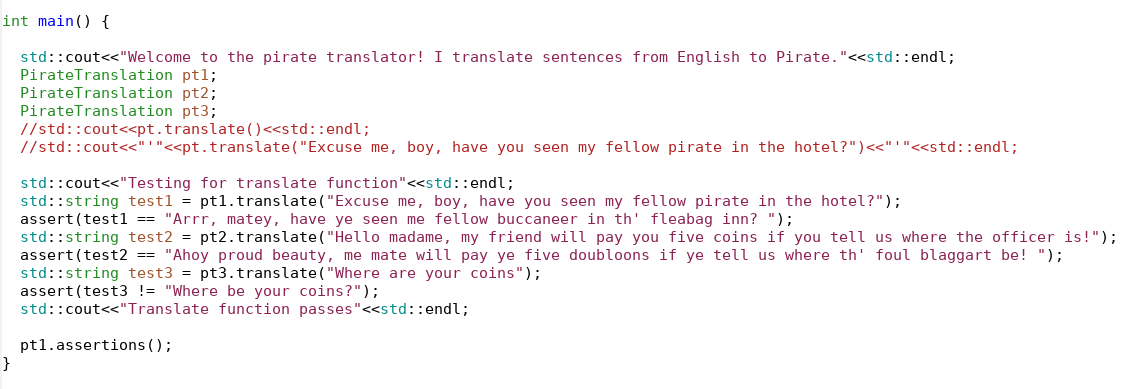 int main() {
std::cout<<"Welcome to the pirate translator! I translate sentences from English to Pirate."<<std::endl;
PirateTranslation pt1;
PirateTranslation pt2;
PirateTranslation pt3;
//std::cout<<pt.translate()<<std::endl;
//std::cout<<"'"<<pt.translate("Excuse me, boy, have you seen my fellow pirate in the hotel?")<<"'"<<std::endl;
std::cout<<"Testing for translate function"<<std::endl;
std::string test1 = pt1.translate("Excuse me, boy, have you seen my fellow pirate in the hotel?");
assert(test1 == "Arrr, matey, have ye seen me fellow buccaneer in th' fleabag inn? ");
std::string test2 = pt2.translate("Hello madame, my friend will pay you five coins if you tell us where the officer is!");
assert(test2 == "Ahoy proud beauty, me mate will pay ye five doubloons if ye tell us where th' foul blaggart be! ");
std::string test3 = pt3.translate("Where are your coins");
assert(test3 != "Where be your coins?");
std::cout<<"Translate function passes"<<std::endl;
pt1.assertions();
}